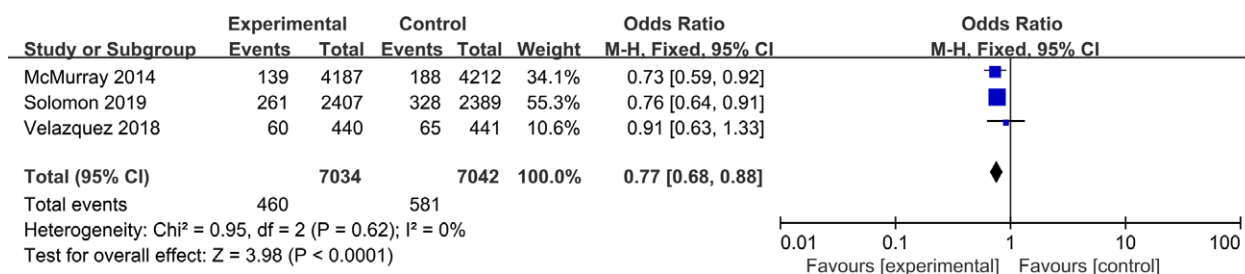 Experimental Control Odds Ratio Odds Ratio
Study or Subgroup Events Total Events Total Weight M-H, Fixed, 95% CI M-H, Fixed, 95% CI
McMurray 2014 139 4187 188 4212 34.1% 0.73 [0.59, 0.92]
Solomon 2019 261 2407 328 2389 55.3% 0.76 [0.64, 0.91]
Velazquez 2018 60 440 65 441 10.6% 0.91 [0.63, 1.33]
Total (95% CI) 7034 7042 100.0% 0.77 [0.68, 0.88]
Total events 460 581
Heterogeneity: Chi² = 0.95, df = 2 (P = 0.62); I² = 0%
Test for overall effect: Z = 3.98 (P < 0.0001)
0.01 0.1 1 10 100
Favours [experimental] Favours [control]